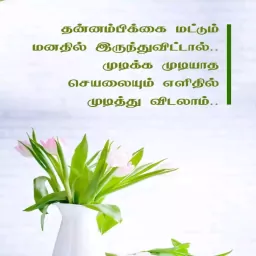 தன்னம்பிக்கை மட்டும்
மனதில் இருந்துவிட்டால்..
முடிக்க முடியாத
செயலையும் எளிதில்
முடித்து விடலாம்..